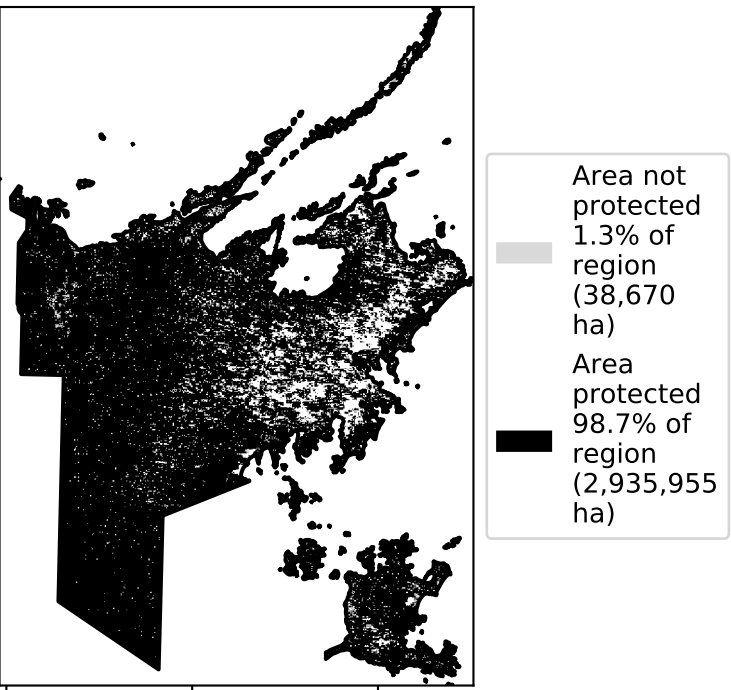 Area not
protected
1.3% of
region
(38,670
ha)
Area
protected
98.7% of
region
(2,935,955
ha)